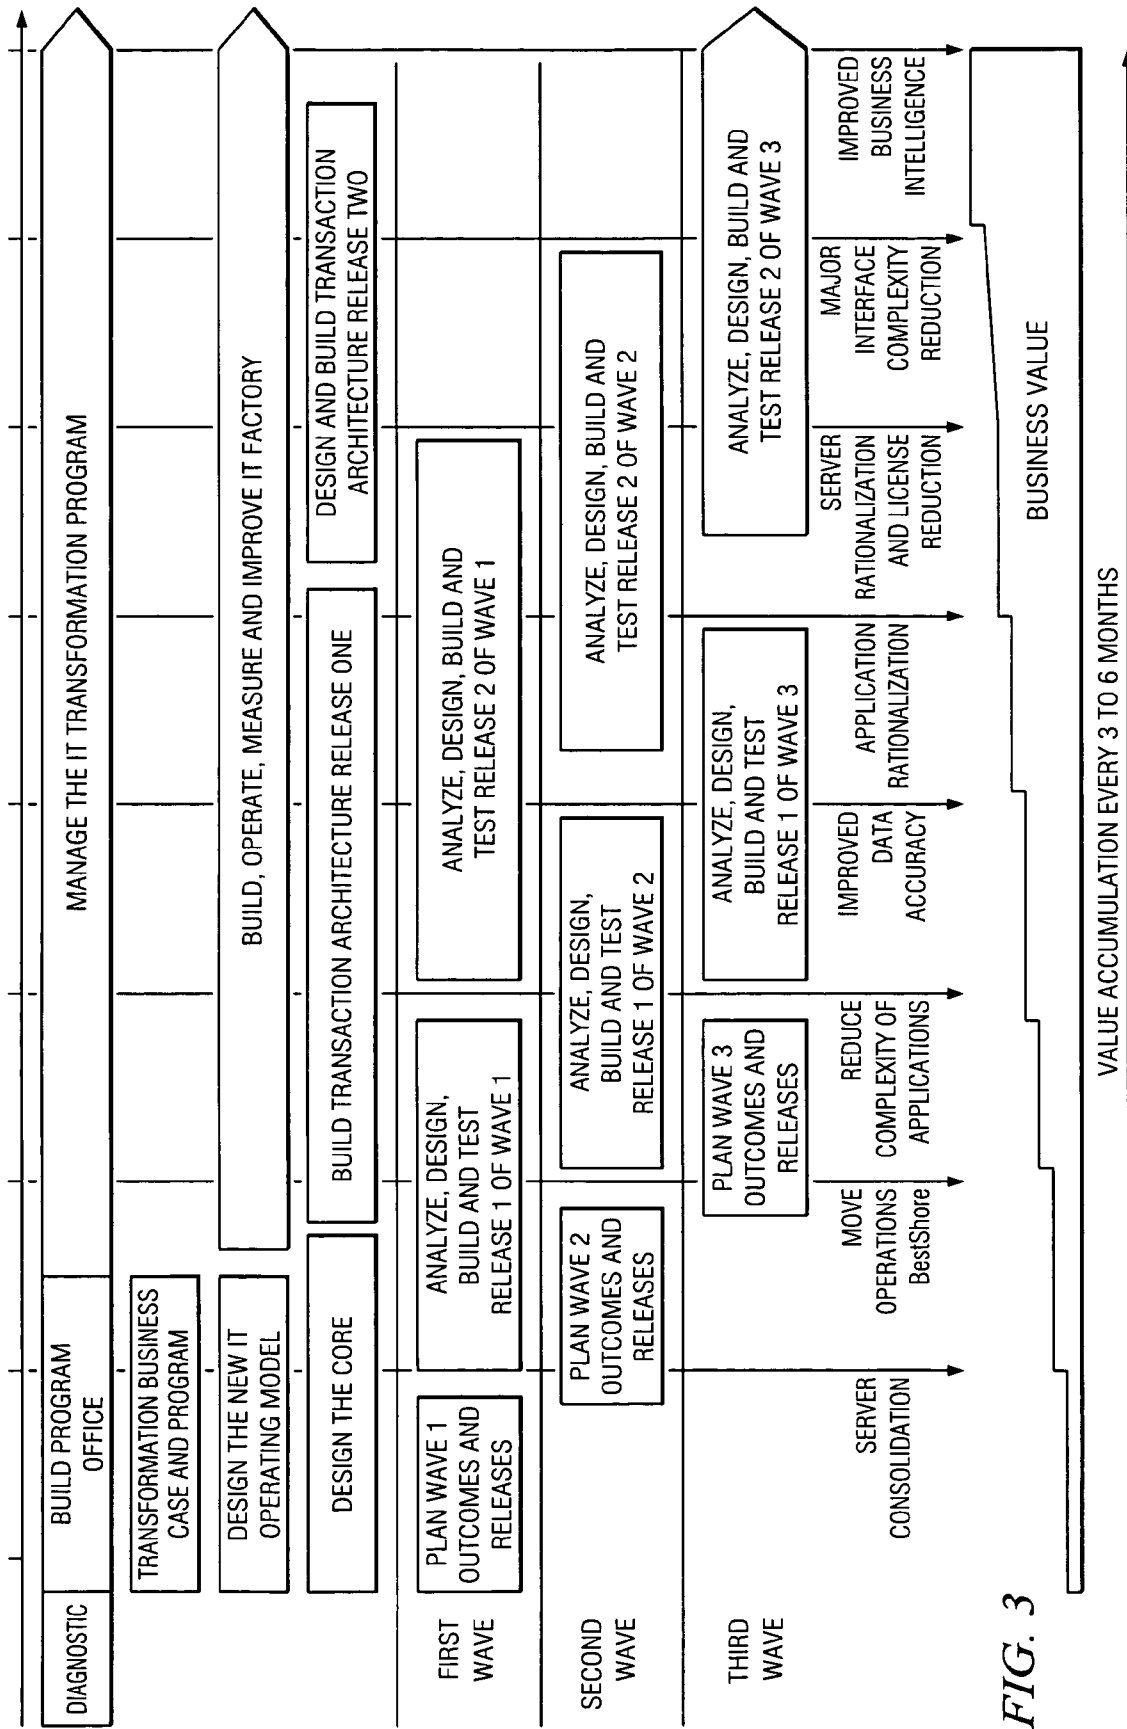 DIAGNOSTIC
BUILD PROGRAM
OFFICE
MANAGE THE IT TRANSFORMATION PROGRAM
TRANSFORMATION BUSINESS
CASE AND PROGRAM
DESIGN THE NEW IT
OPERATING MODEL
BUILD, OPERATE, MEASURE AND IMPROVE IT FACTORY
DESIGN THE CORE
BUILD TRANSACTION ARCHITECTURE RELEASE ONE
DESIGN AND BUILD TRANSACTION
ARCHITECTURE RELEASE TWO
FIRST
WAVE
PLAN WAVE 1
OUTCOMES AND
RELEASES
ANALYZE, DESIGN,
BUILD AND TEST
RELEASE 1 OF WAVE 1
ANALYZE, DESIGN, BUILD AND
TEST RELEASE 2 OF WAVE 1
SECOND
WAVE
PLAN WAVE 2
OUTCOMES AND
RELEASES
ANALYZE, DESIGN,
BUILD AND TEST
RELEASE 1 OF WAVE 2
ANALYZE, DESIGN, BUILD AND
TEST RELEASE 2 OF WAVE 2
THIRD
WAVE
PLAN WAVE 3
OUTCOMES AND
RELEASES
ANALYZE, DESIGN,
BUILD AND TEST
RELEASE 1 OF WAVE 3
ANALYZE, DESIGN, BUILD AND
TEST RELEASE 2 OF WAVE 3
SERVER
CONSOLIDATION
MOVE
OPERATIONS
BestShore
REDUCE
COMPLEXITY OF
APPLICATIONS
IMPROVED
DATA
ACCURACY
APPLICATION
RATIONALIZATION
SERVER
RATIONALIZATION
AND LICENSE
REDUCTION
MAJOR
INTERFACE
COMPLEXITY
REDUCTION
IMPROVED
BUSINESS
INTELLIGENCE
BUSINESS VALUE
FIG. 3
VALUE ACCUMULATION EVERY 3 TO 6 MONTHS